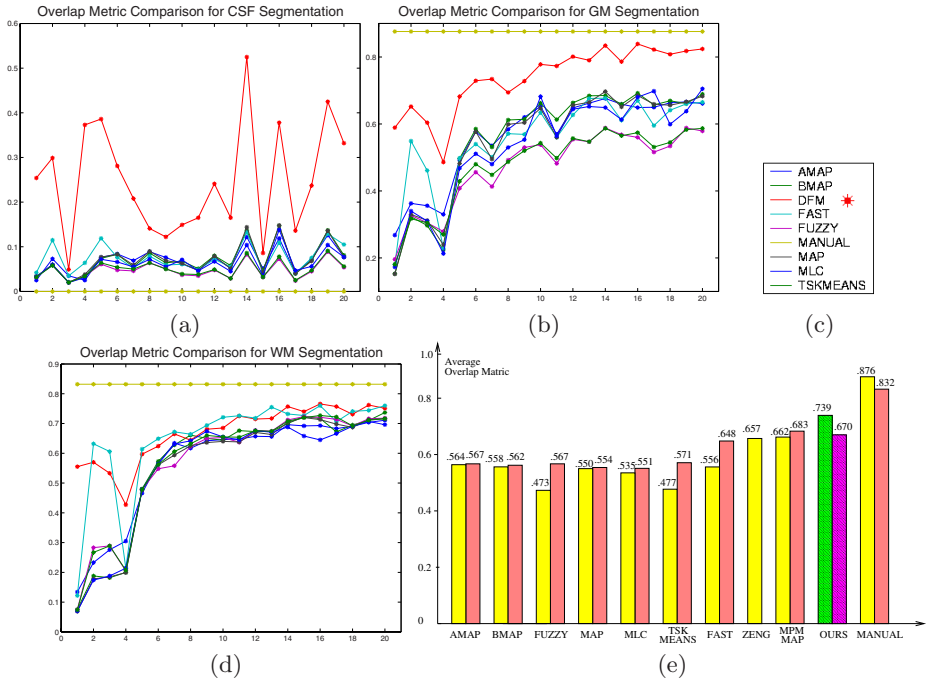 Overlap Metric Comparison for CSF Segmentation
0.6
0.5
0.4
0.3
0.2
0.1
0
0 2 4 6 8 10 12 14 16 18 20
(a)
Overlap Metric Comparison for GM Segmentation
0.8
0.6
0.4
0.2
0
0 2 4 6 8 10 12 14 16 18 20
(b)
AMAP
BMAP
DFM
FAST
FUZZY
MANUAL
MAP
MLC
TSKMEANS
(c)
Overlap Metric Comparison for WM Segmentation
0.9
0.8
0.7
0.6
0.5
0.4
0.3
0.2
0.1
0
0 2 4 6 8 10 12 14 16 18 20
(d)
Average
Overlap Metric
1.0
0.8
0.6
0.4
0.2
0
.564 .567
.558 .562
.473 .567
.550 .554
.535 .551
.477 .571
.556 .648
.657
.662 .683
.739 .670
.876 .832
AMAP BMAP FUZZY MAP MLC TSK MEANS FAST ZENG MPM MAP OURS MANUAL
(e)